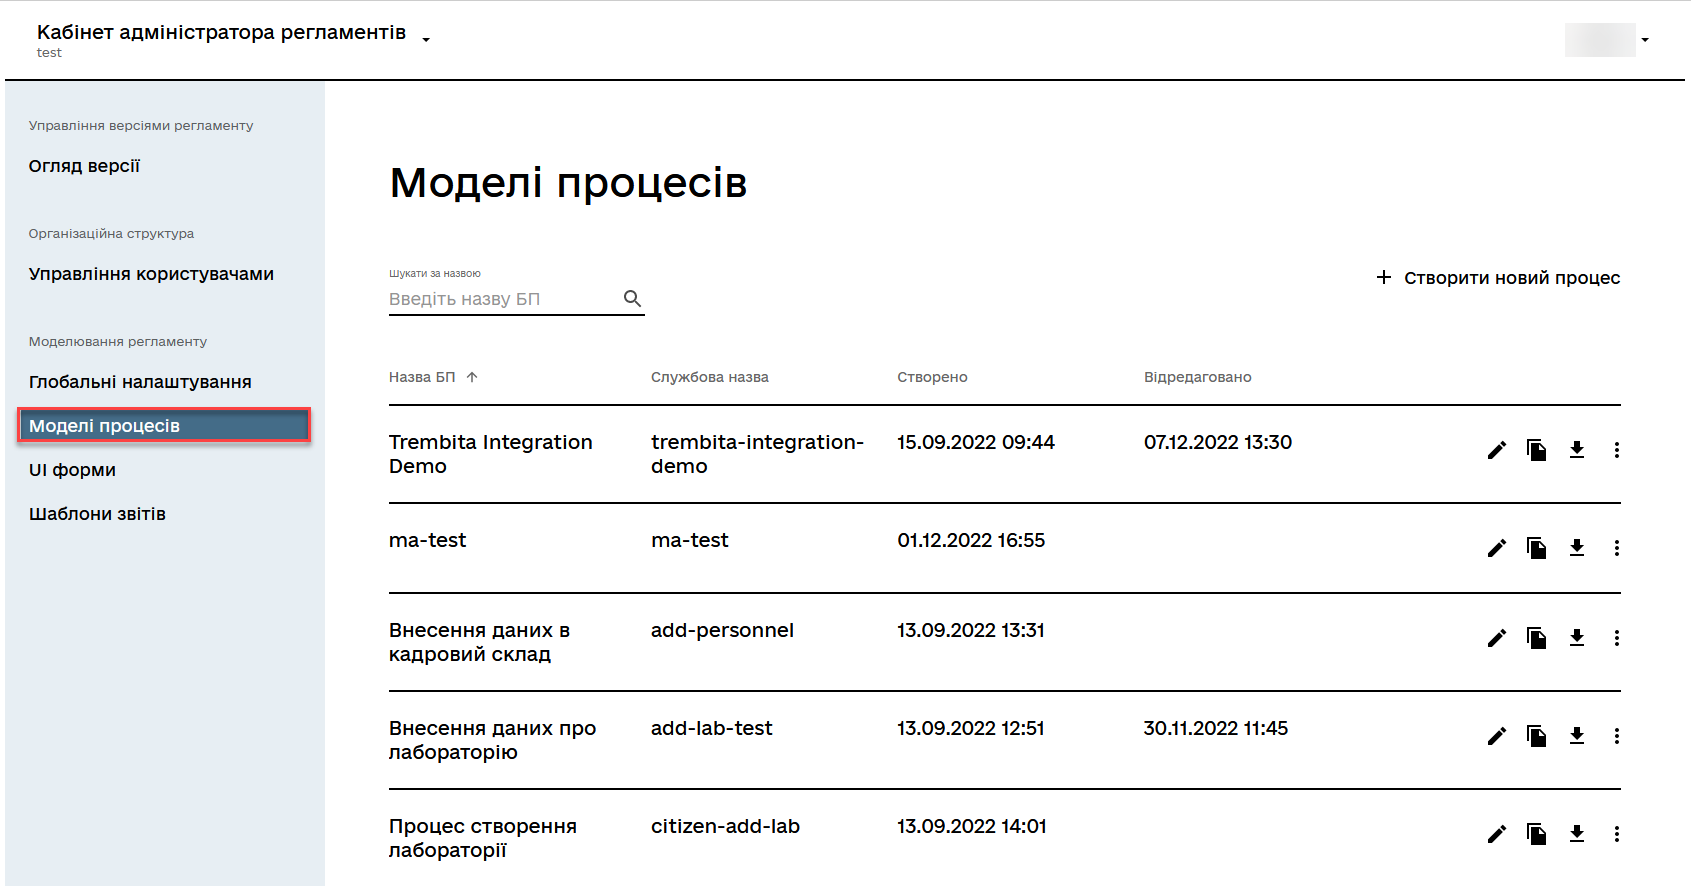 Кабінет адміністратора регламентів
test
Управління версіями регламенту
Огляд версії
Організаційна структура
Управління користувачами
Моделювання регламенту
Глобальні налаштування
Моделі процесів
UI форми
Шаблони звітів
Моделі процесів
Шукати за назвою
Введіть назву БП
+ Створити новий процес
Назва БП ↑ Службова назва Створено Відредаговано
Trembita Integration trembita-integration- 15.09.2022 09:44 07.12.2022 13:30
Demo demo
ma-test ma-test 01.12.2022 16:55
Внесення даних в add-personnel 13.09.2022 13:31
кадровий склад
Внесення даних про add-lab-test 13.09.2022 12:51 30.11.2022 11:45
лабораторію
Процес створення citizen-add-lab 13.09.2022 14:01
лабораторії